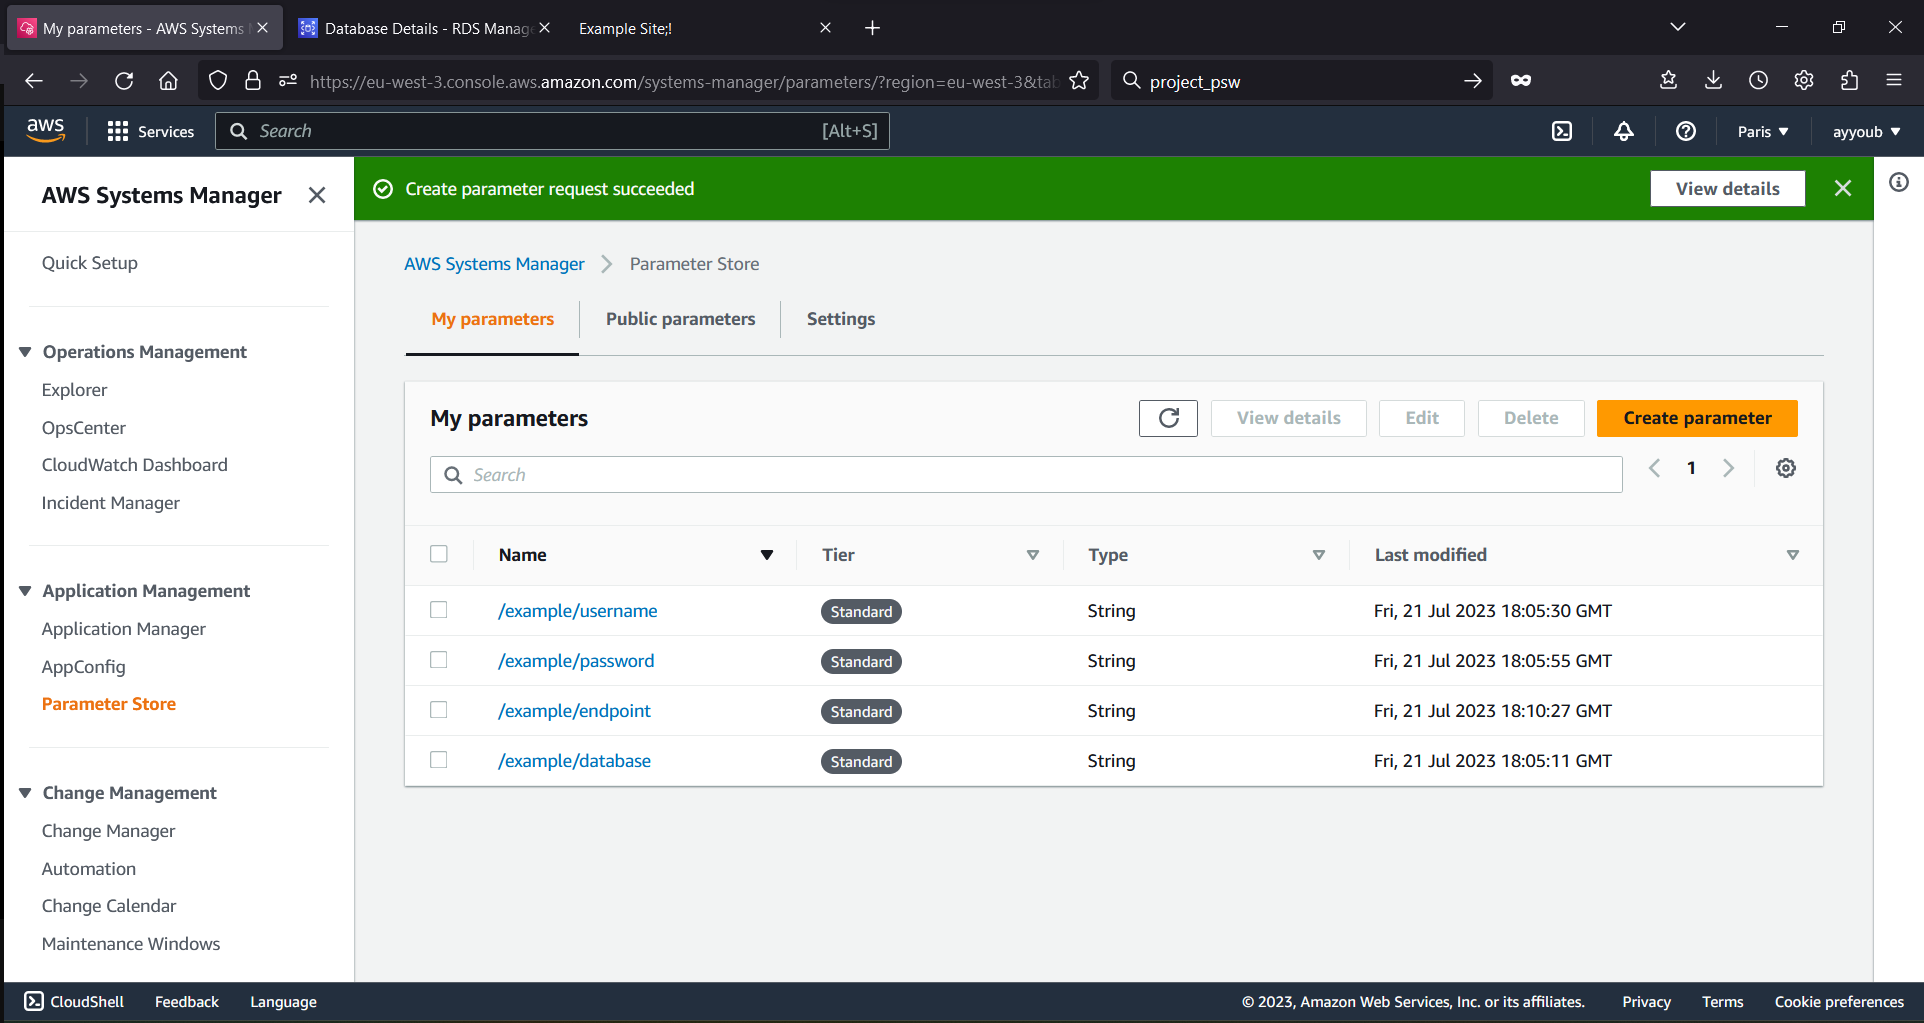 My parameters - AWS Systems
Database Details - RDS Manag
Example Site;!
https://eu-west-3.console.aws.amazon.com/systems-manager/parameters/?region=eu-west-3&tab
project_psw
aws
Services
Search
[Alt+S]
Paris
ayyoub
AWS Systems Manager
Create parameter request succeeded
View details
Quick Setup
Operations Management
Explorer
OpsCenter
CloudWatch Dashboard
Incident Manager
Application Management
Application Manager
AppConfig
Parameter Store
Change Management
Change Manager
Automation
Change Calendar
Maintenance Windows
AWS Systems Manager
Parameter Store
My parameters
Public parameters
Settings
My parameters
View details
Edit
Delete
Create parameter
Search
1
Name Tier Type Last modified
/example/username Standard String Fri, 21 Jul 2023 18:05:30 GMT
/example/password Standard String Fri, 21 Jul 2023 18:05:55 GMT
/example/endpoint Standard String Fri, 21 Jul 2023 18:10:27 GMT
/example/database Standard String Fri, 21 Jul 2023 18:05:11 GMT
CloudShell
Feedback
Language
© 2023, Amazon Web Services, Inc. or its affiliates.
Privacy
Terms
Cookie preferences